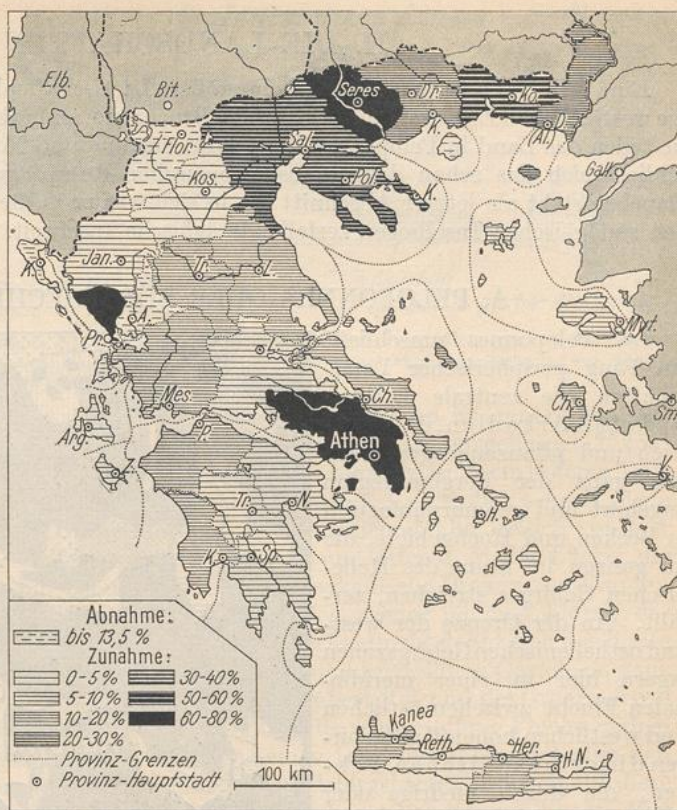 Elb.
Bit.
Flor.
Kos.
Sal.
Seres
Dr.
K.
Ko.
D.
(Al.)
Gall.
Pol.
K.
K.
Jan.
Tr.
L.
A.
Pr.
L.
Myt.
Mes.
Ch.
Ch.
Sm.
Arg.
P.
Athen
Z.
V.
Tr.
N.
H.
K.
Sp.
Abnahme:
bis 13,5 %
Zunahme:
0-5 %
30-40%
5-10 %
50-60%
10-20 %
60-80%
20-30%
Provinz-Grenzen
Provinz-Hauptstadt
100 km
Kanea
Reth.
Her.
H.N.